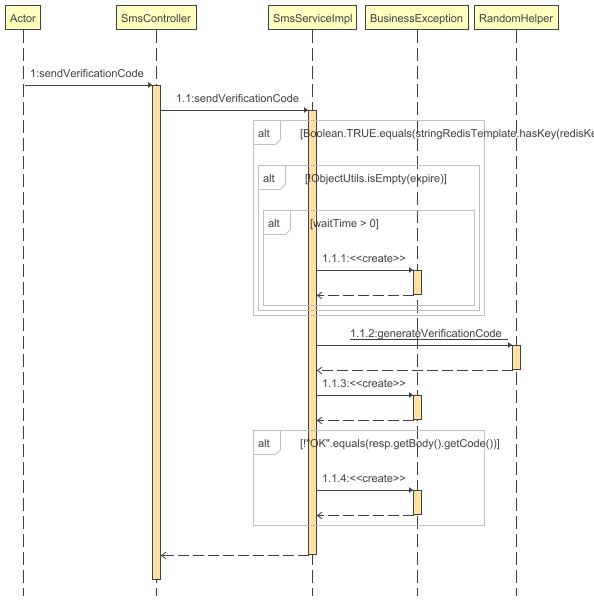 Actor
SmsController
SmsServiceImpl
BusinessException
RandomHelper
1:sendVerificationCode
1.1:sendVerificationCode
alt
[Boolean.TRUE.equals(stringRedisTemplate.hasKey(redisKe
alt
[!ObjectUtils.isEmpty(expire)]
alt
[waitTime > 0]
1.1.1:<<create>>
1.1.2:generateVerificationCode
1.1.3:<<create>>
alt
[!"OK".equals(resp.getBody().getCode())]
1.1.4:<<create>>